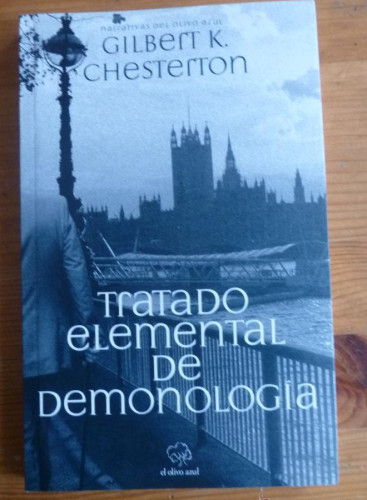 narrativas del olivo azul
GILBERT K.
CHESTERTON
TRATADO
ELEMENTAL
DE
DEMONOLOGÍA
el olivo azul